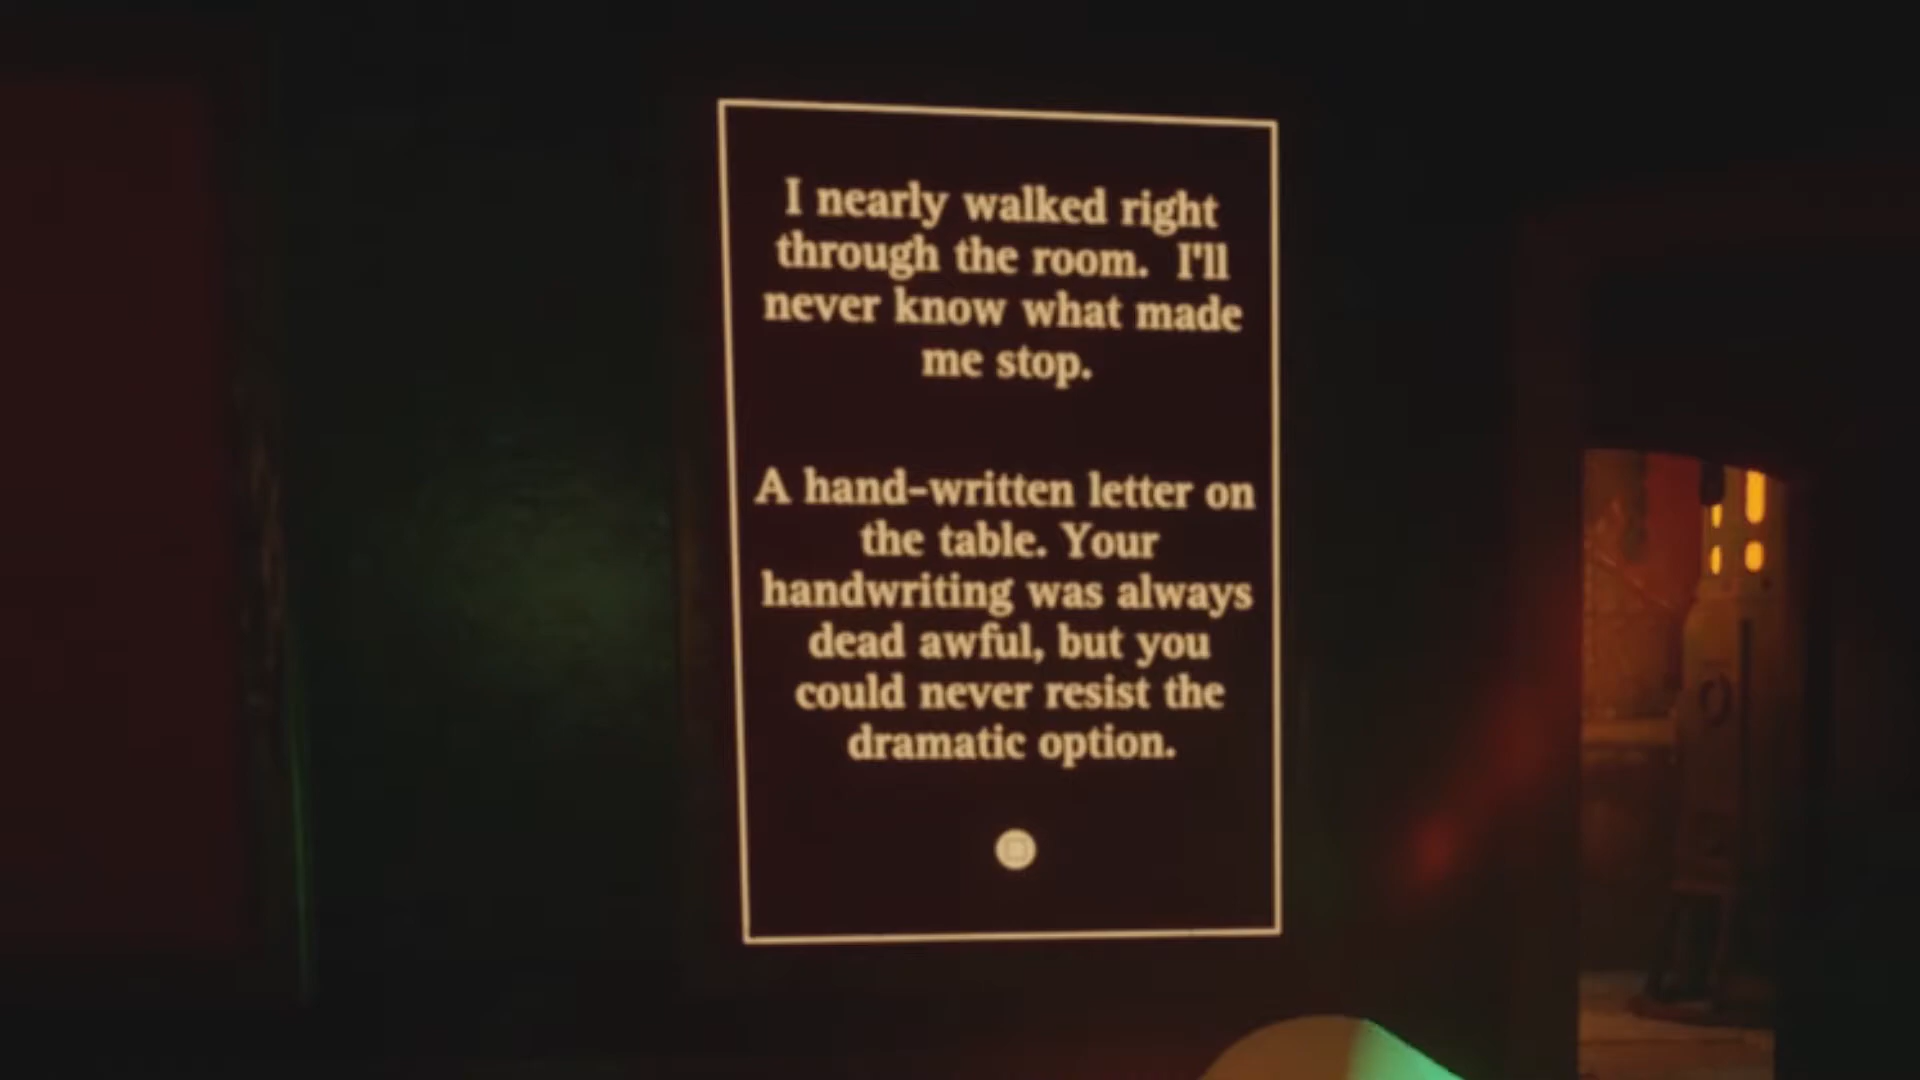 I nearly walked right
through the room.  I'll
never know what made
me stop.
A hand-written letter on
the table. Your
handwriting was always
dead awful, but you
could never resist the
dramatic option.